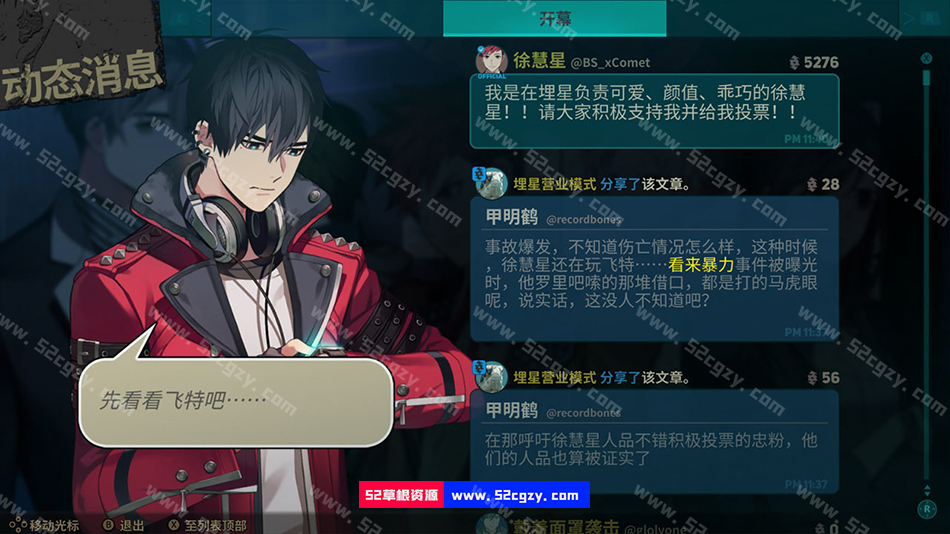 开幕
动态消息
徐慧星 @BS_xComet 5276
OFFICIAL
我是在埋星负责可爱、颜值、乖巧的徐慧
星！！请大家积极支持我并给我投票！！
PM 11:40
埋星营业模式 分享了该文章。 28
甲明鹤 @recordbones
事故爆发，不知道伤亡情况怎么样，这种时候
，徐慧星还在玩飞特……看来暴力事件被曝光
时，他罗里吧嗦的那堆借口，都是打的马虎眼
呢，说实话，这没人不知道吧？
埋星营业模式 分享了该文章。 56
甲明鹤 @recordbones
在那呼吁徐慧星人品不错积极投票的忠粉，他
们的人品也算被证实了
PM 11:37
先看看飞特吧……
52草根资源 www.52cgzy.com
移动光标 B 退出 X 至列表顶部
R
www.52cgzy.com